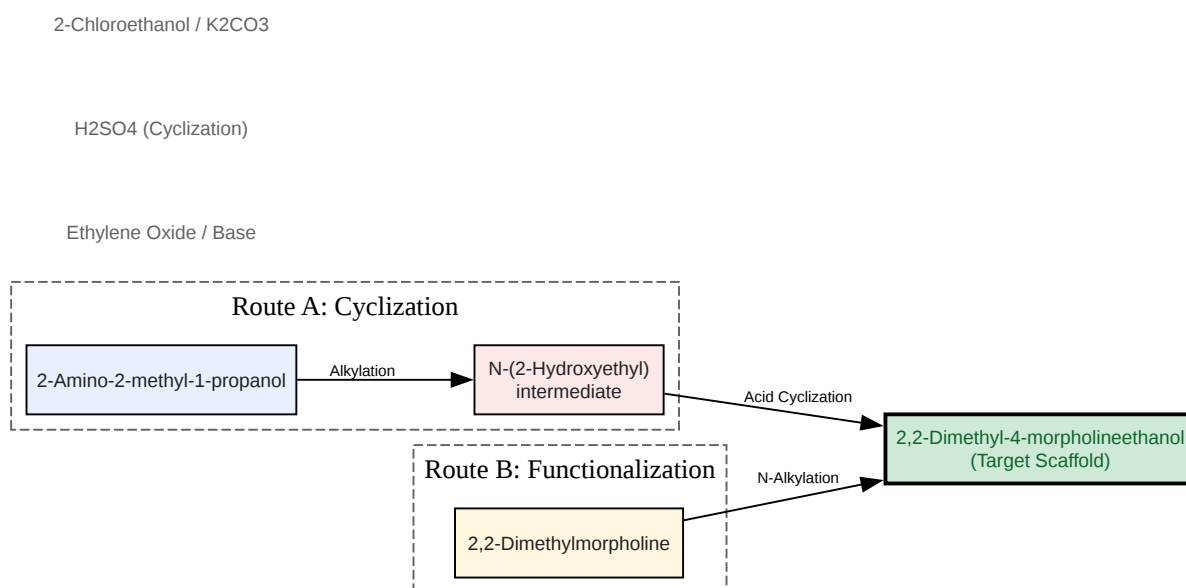 2-Chloroethanol / K2CO3
H2SO4 (Cyclization)
Ethylene Oxide / Base
Route A: Cyclization
2-Amino-2-methyl-1-propanol
Alkylation
N-(2-Hydroxyethyl)
intermediate
Acid Cyclization
2,2-Dimethyl-4-morpholineethanol
(Target Scaffold)
Route B: Functionalization
N-Alkylation
2,2-Dimethylmorpholine